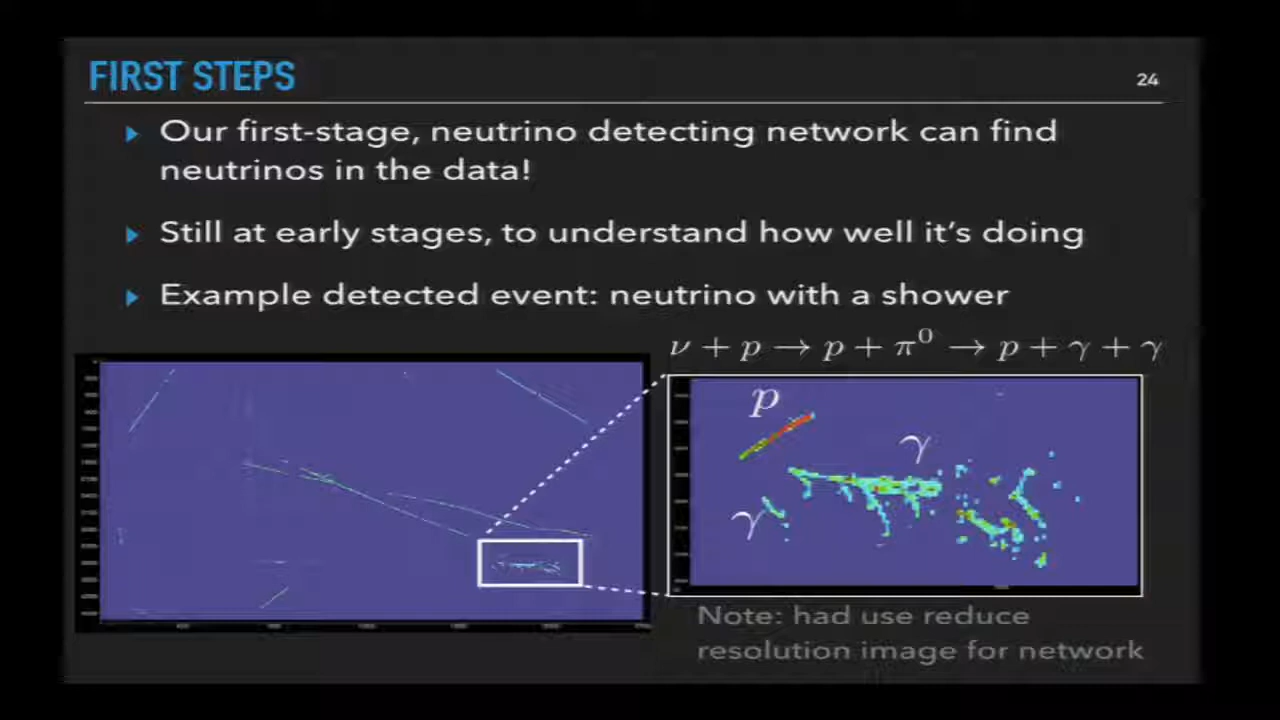 FIRST STEPS
24
Our first-stage, neutrino detecting network can find
neutrinos in the data!
Still at early stages, to understand how well it's doing
Example detected event: neutrino with a shower
ν + p → p + π⁰ → p + γ + γ
p
γ
γ
Note: had use reduce
resolution image for network